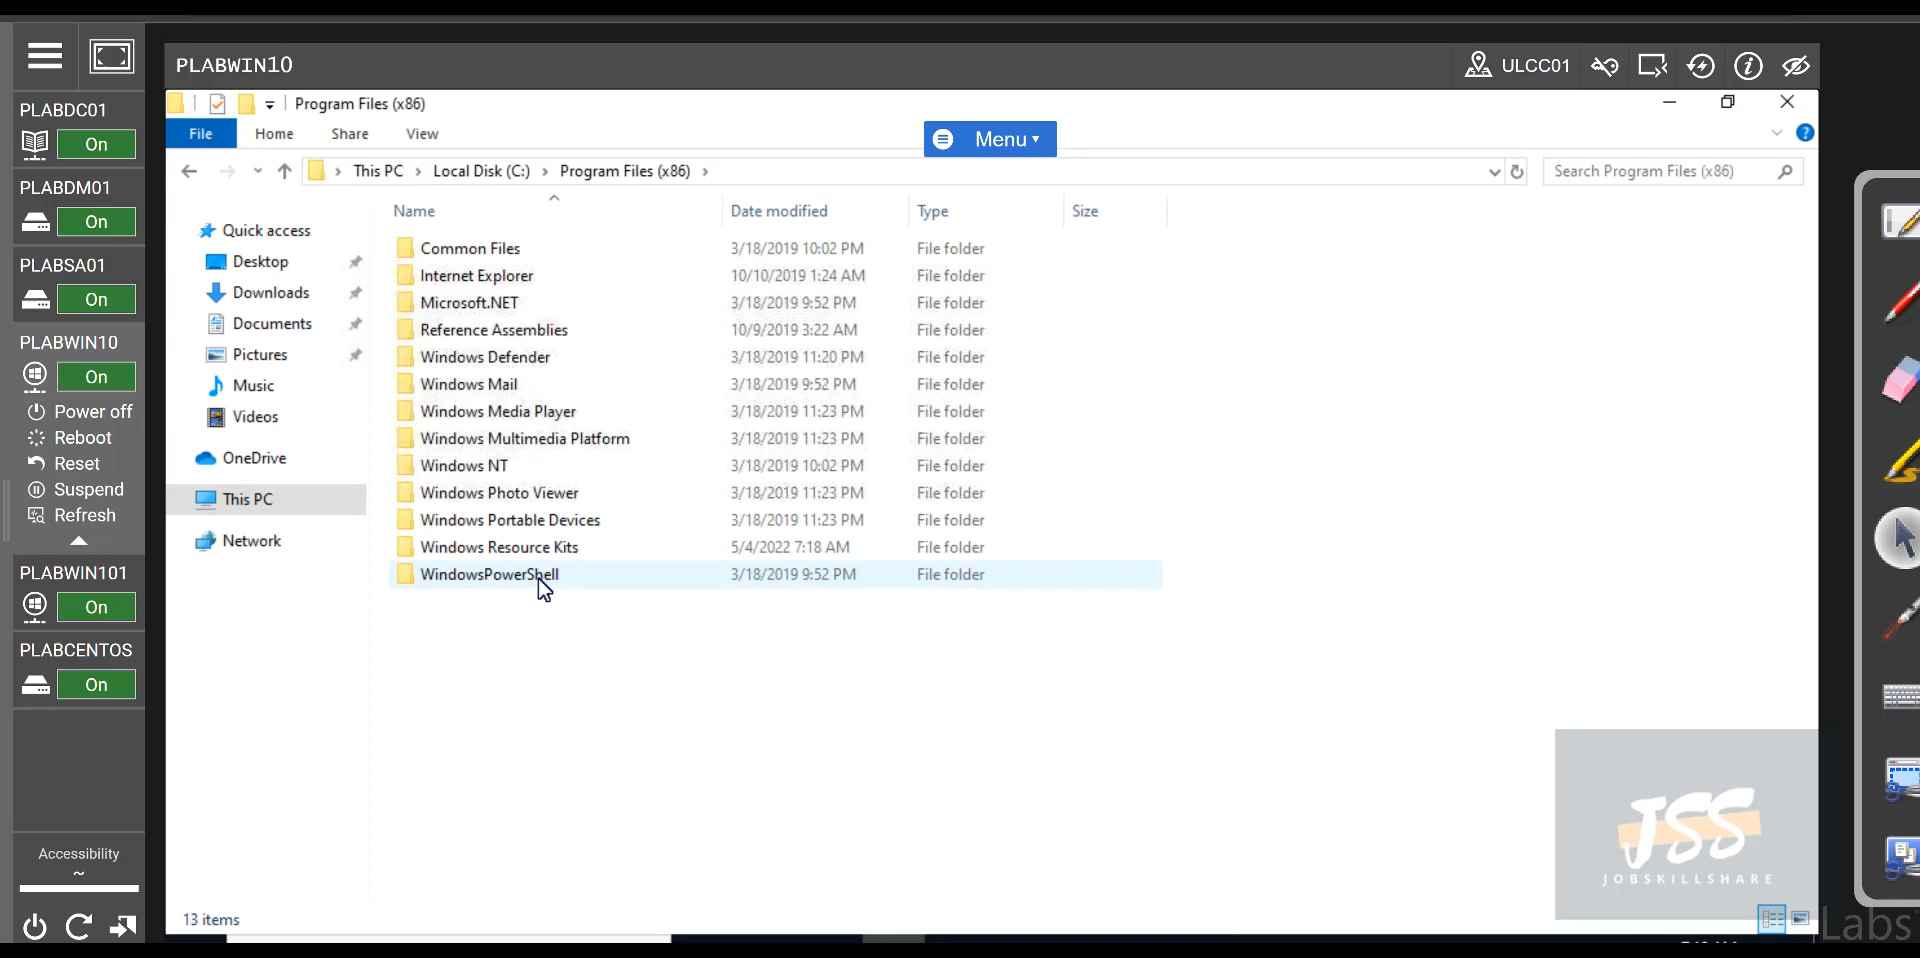 PLABWIN10
ULCC01
PLABDC01
On
PLABDM01
On
PLABSA01
On
PLABWIN10
On
Power off
Reboot
Reset
Suspend
Refresh
PLABWIN101
On
PLABCENTOS
On
Accessibility
~
Program Files (x86)
File Home Share View
Menu
This PC > Local Disk (C:) > Program Files (x86) >
Search Program Files (x86)
Quick access
Desktop
Downloads
Documents
Pictures
Music
Videos
OneDrive
This PC
Network
Name Date modified Type Size
Common Files 3/18/2019 10:02 PM File folder
Internet Explorer 10/10/2019 1:24 AM File folder
Microsoft.NET 3/18/2019 9:52 PM File folder
Reference Assemblies 10/9/2019 3:22 AM File folder
Windows Defender 3/18/2019 11:20 PM File folder
Windows Mail 3/18/2019 9:52 PM File folder
Windows Media Player 3/18/2019 11:23 PM File folder
Windows Multimedia Platform 3/18/2019 11:23 PM File folder
Windows NT 3/18/2019 10:02 PM File folder
Windows Photo Viewer 3/18/2019 11:23 PM File folder
Windows Portable Devices 3/18/2019 11:23 PM File folder
Windows Resource Kits 5/4/2022 7:18 AM File folder
WindowsPowerShell 3/18/2019 9:52 PM File folder
13 items
JSS
JOBSKILLSHARE
Labs